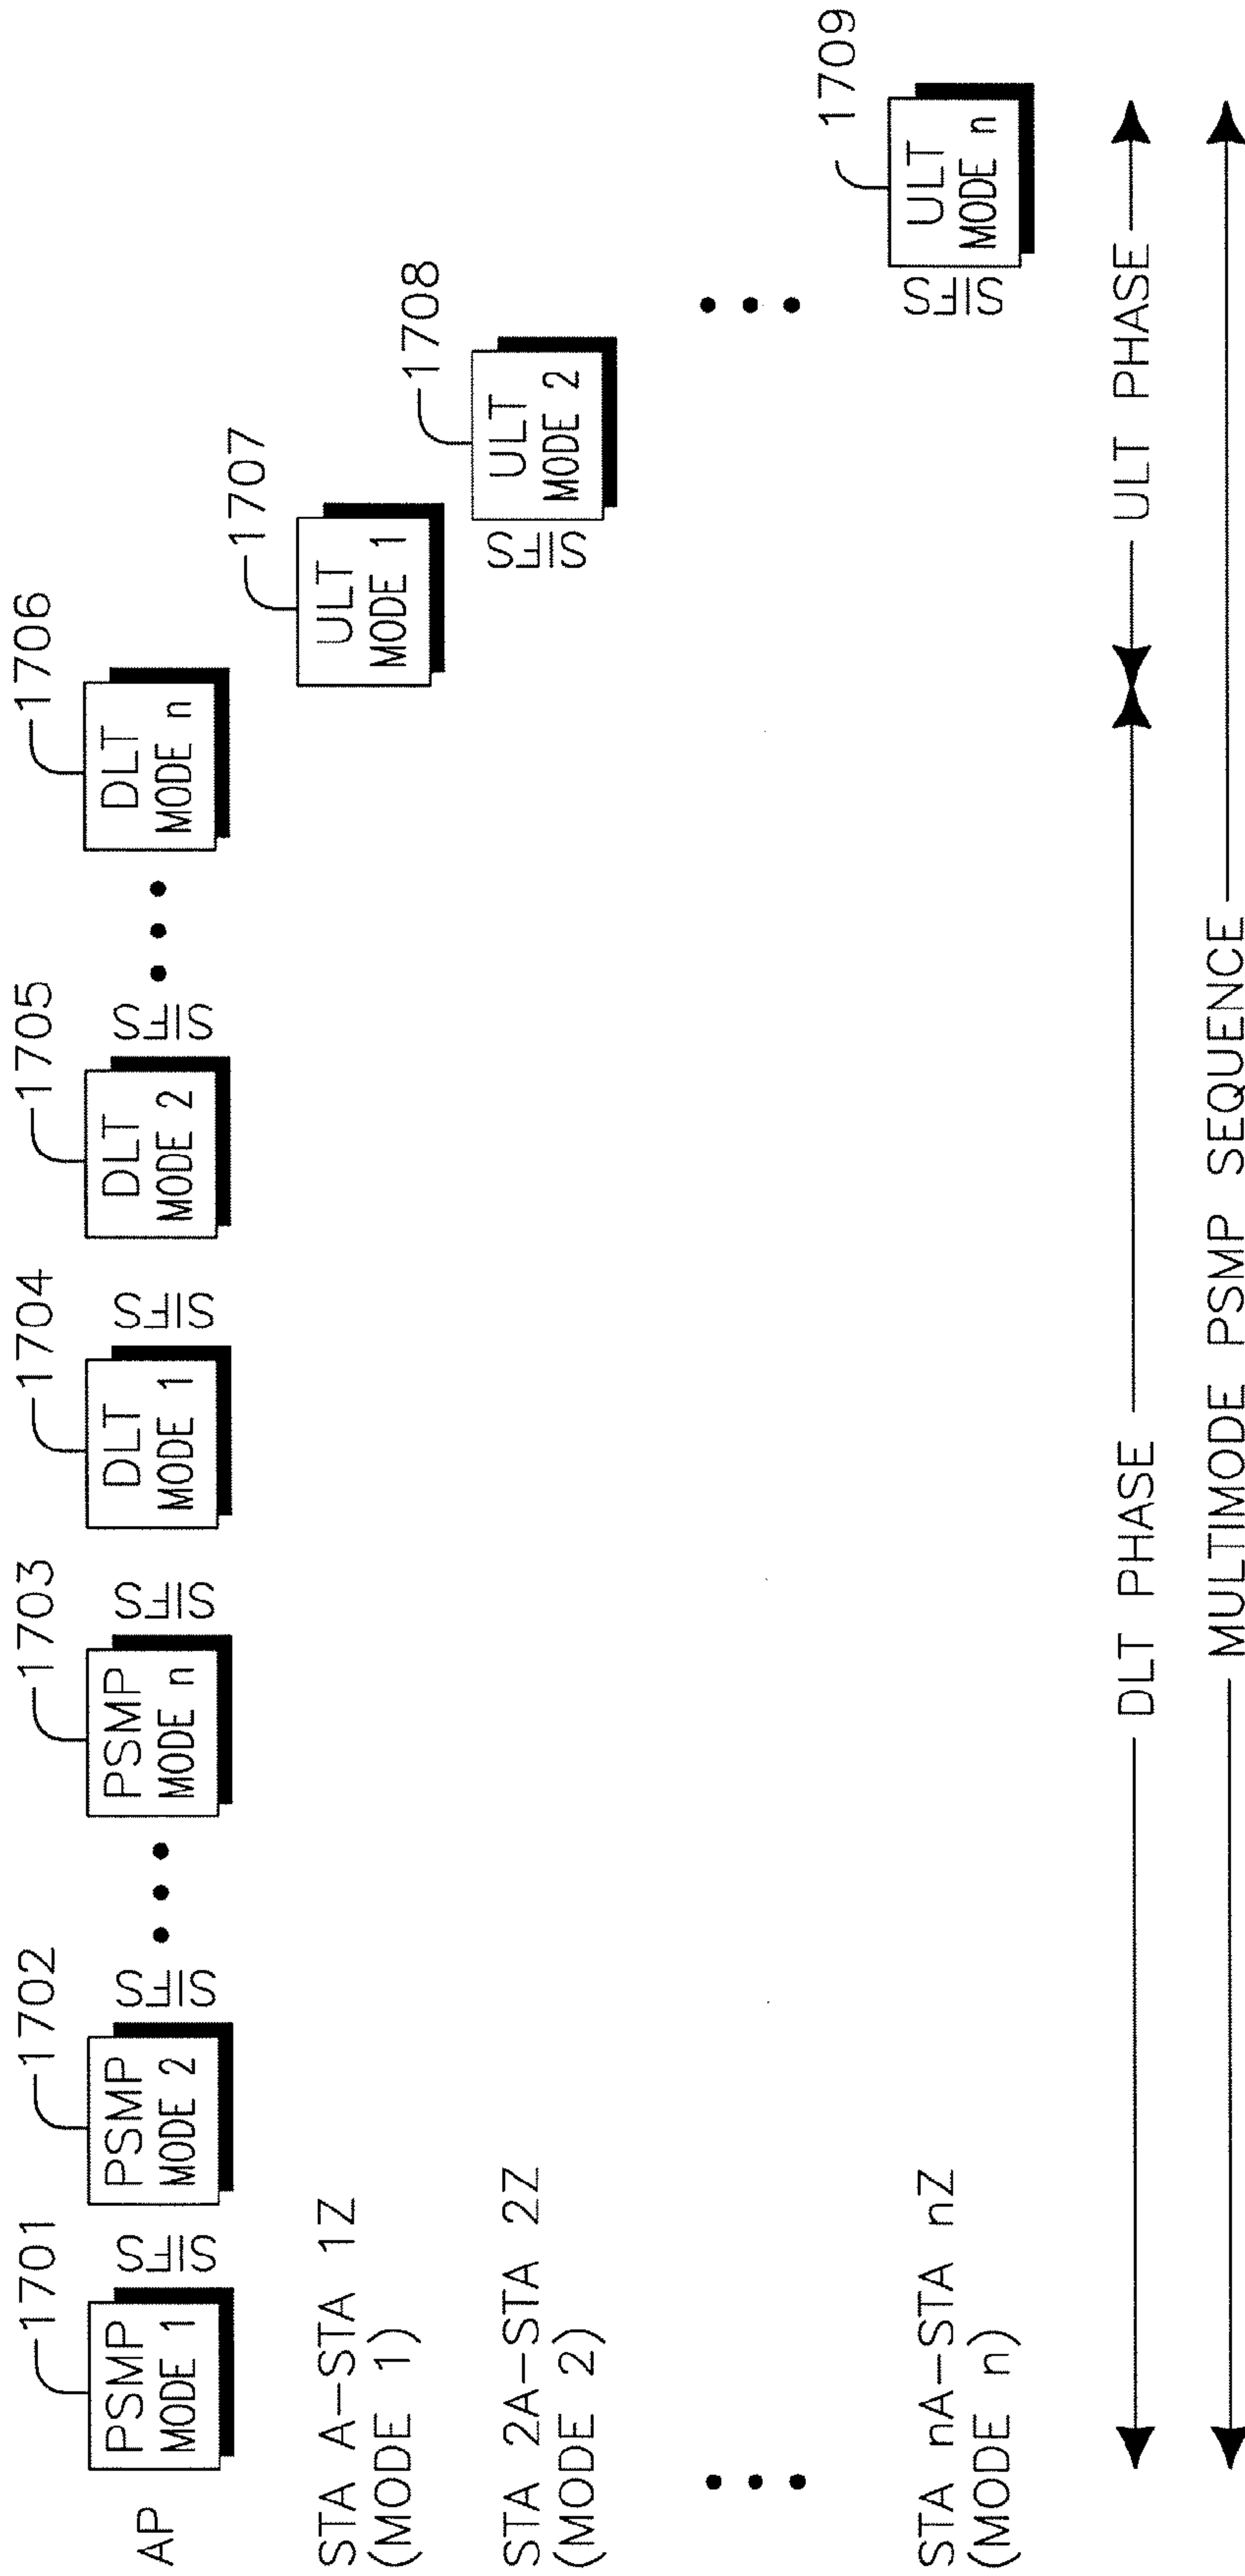 1701
1702
1703
1704
1705
1706
AP
PSMP
MODE 1
SIFS
PSMP
MODE 2
SIFS
PSMP
MODE n
SIFS
DLT
MODE 1
SIFS
DLT
MODE 2
SIFS
DLT
MODE n
1707
STA A–STA 1Z
(MODE 1)
ULT
MODE 1
1708
STA 2A–STA 2Z
(MODE 2)
SIFS
ULT
MODE 2
1709
STA nA–STA nZ
(MODE n)
SIFS
ULT
MODE n
DLT PHASE
ULT PHASE
MULTIMODE PSMP SEQUENCE